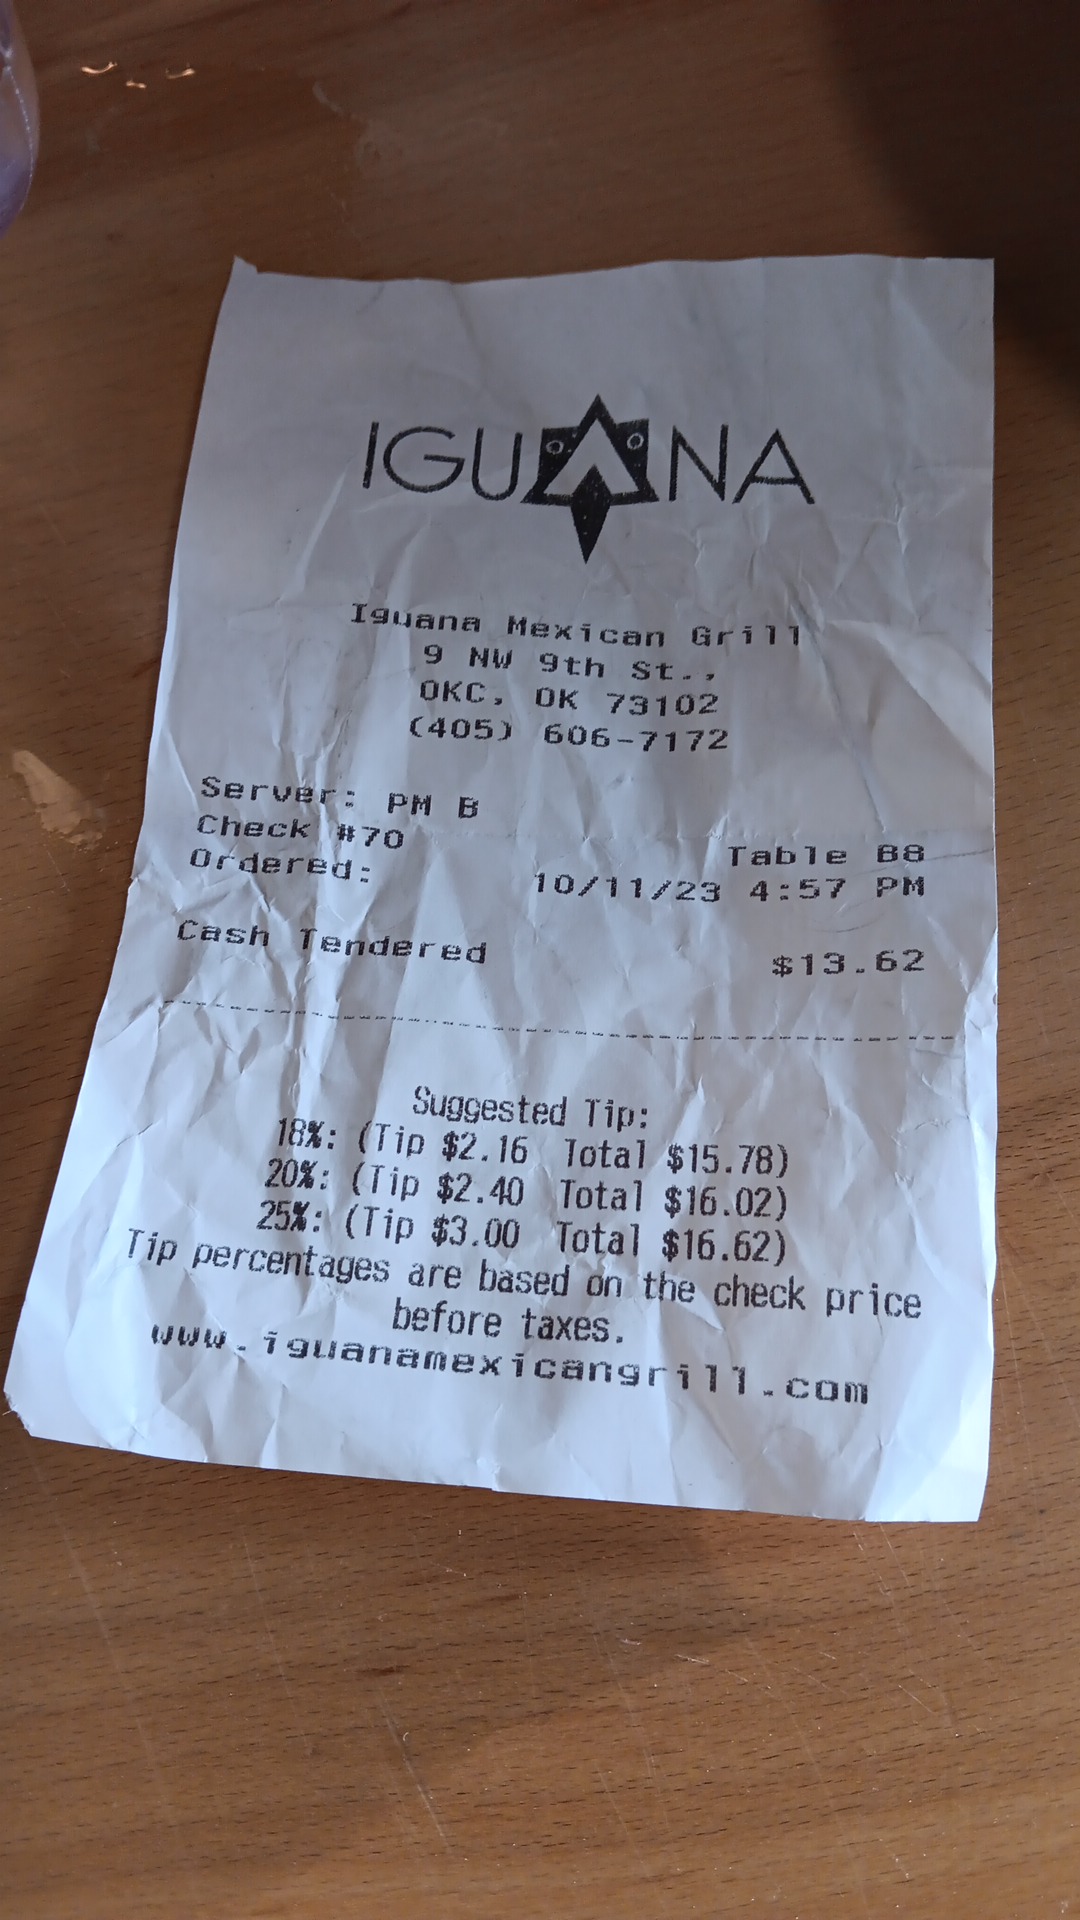 IGUANA
Iguana Mexican Grill
9 NW 9th St.,
OKC, OK 73102
(405) 606-7172
Server: PM B
Check #70 Table B8
Ordered: 10/11/23 4:57 PM
Cash Tendered $13.62
Suggested Tip:
18%: (Tip $2.16 Total $15.78)
20%: (Tip $2.40 Total $16.02)
25%: (Tip $3.00 Total $16.62)
Tip percentages are based on the check price
before taxes.
www.iguanamexicangrill.com